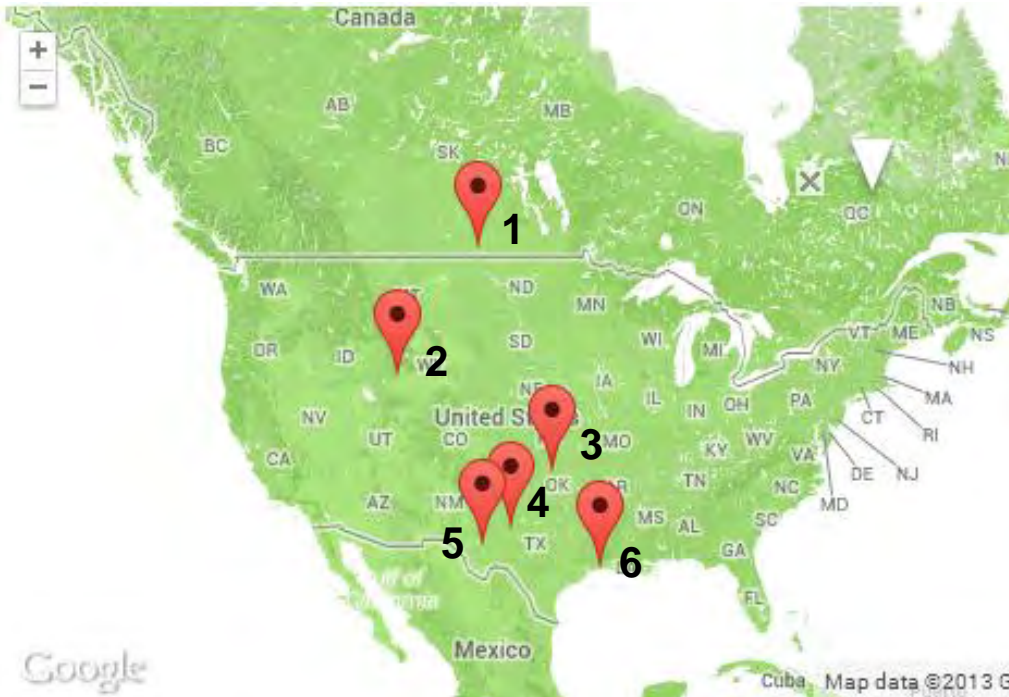 Canada
+
−
AB
MB
BC
SK
ON
QC
1
WA
ND
MN
NB
OR
ID
SD
WI
MI
VT
ME
NS
2
NY
NH
IA
MA
United
IL
IN
OH
PA
CT
NV
UT
CO
3
MO
KY
WV
RI
CA
VA
DE
NJ
TN
AZ
NM
4
OK
NC
MD
MS
AL
SC
5
TX
GA
6
FL
Mexico
Google
Cuba
Map data ©2013 G